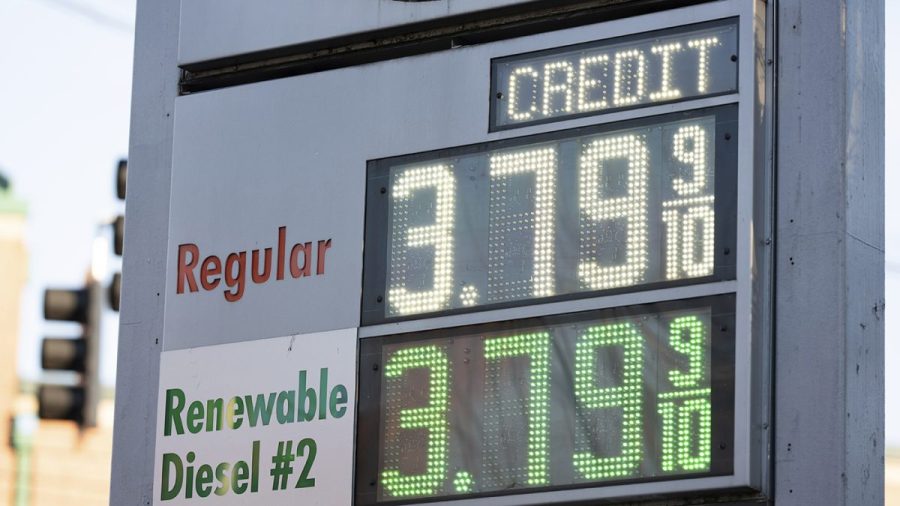 CREDIT
Regular 3.79 9/10
Renewable
Diesel #2 3.79 9/10